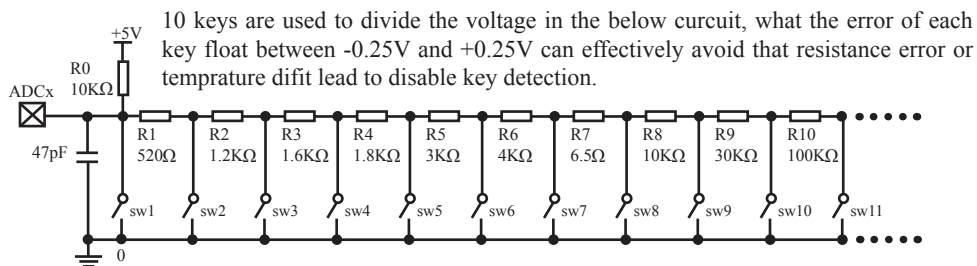 10 keys are used to divide the voltage in the below curcuit, what the error of each
key float between -0.25V and +0.25V can effectively avoid that resistance error or
temprature difit lead to disable key detection.
+5V
R0
10KΩ
ADCx
47pF
R1 R2 R3 R4 R5 R6 R7 R8 R9 R10
520Ω 1.2KΩ 1.6KΩ 1.8KΩ 3KΩ 4KΩ 6.5Ω 10KΩ 30KΩ 100KΩ
sw1 sw2 sw3 sw4 sw5 sw6 sw7 sw8 sw9 sw10 sw11
0